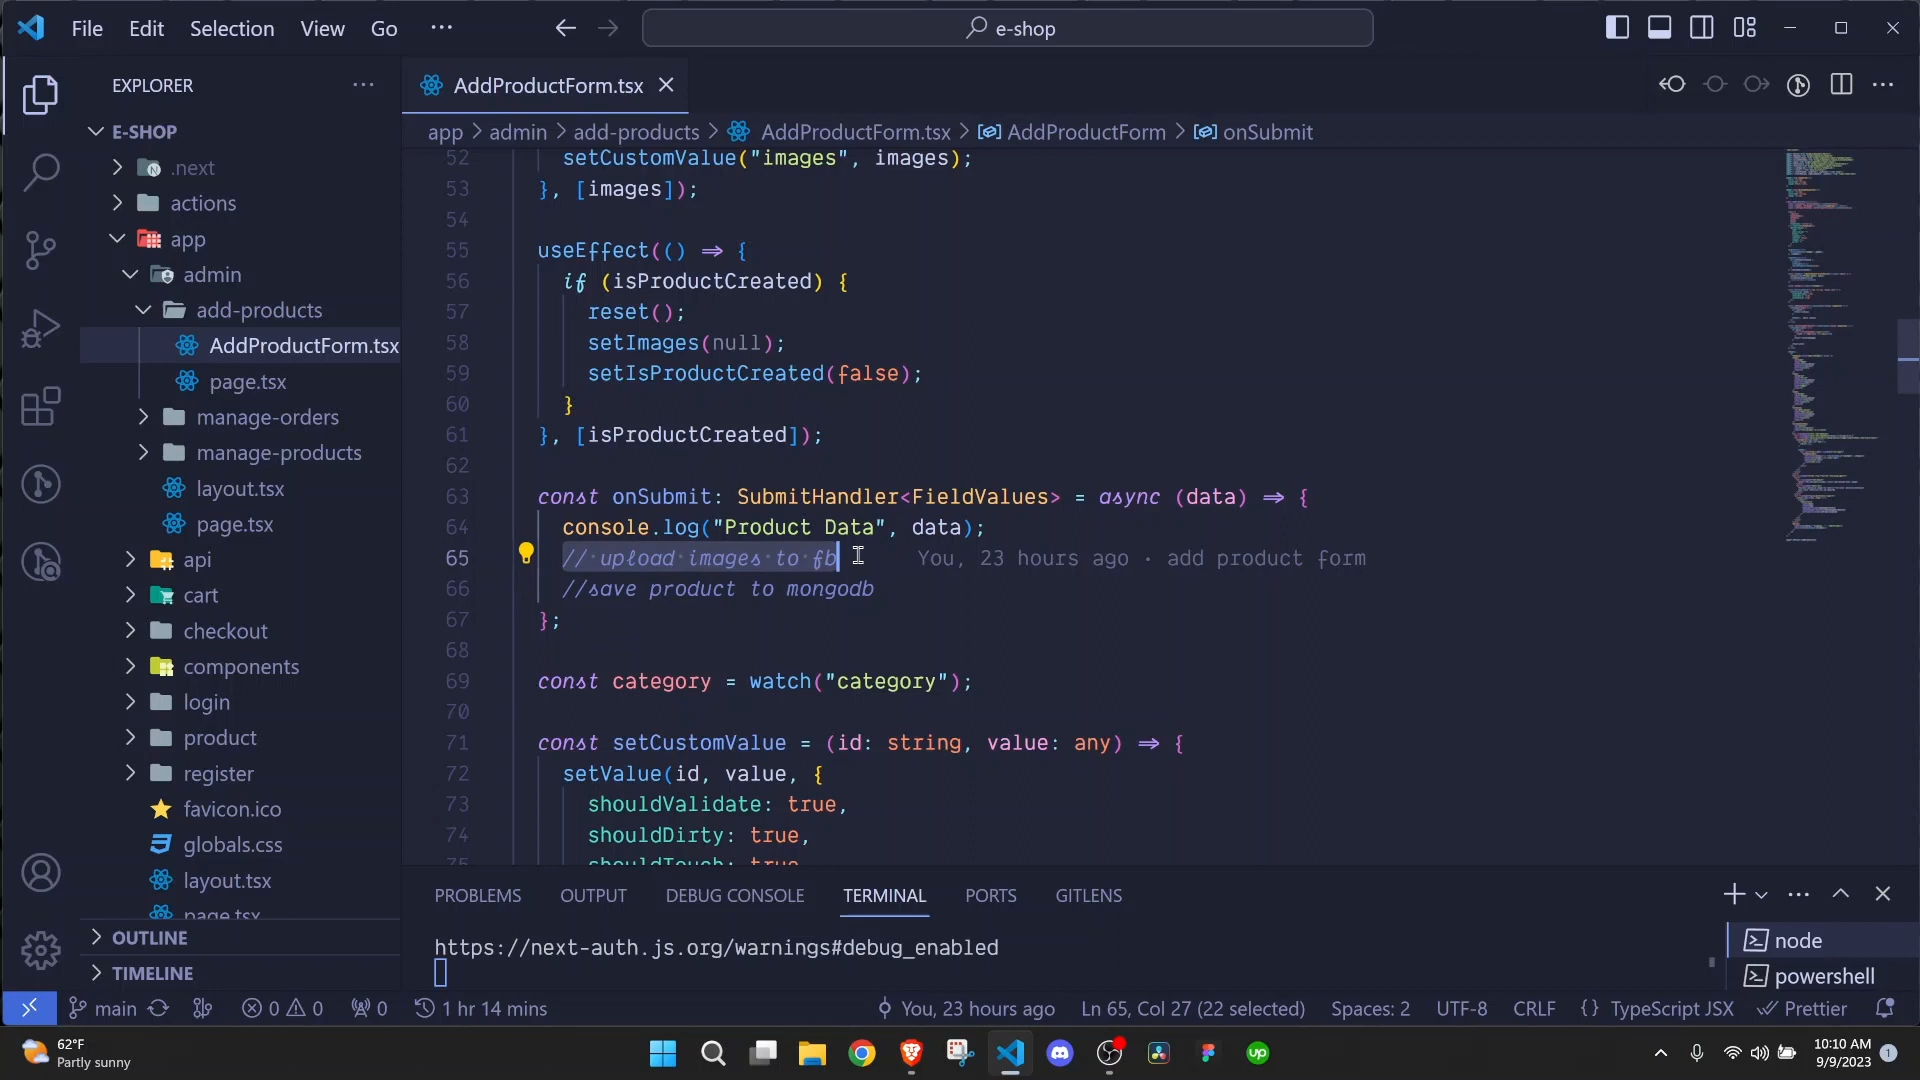 File Edit Selection View Go ···
e-shop
EXPLORER
E-SHOP
.next
actions
app
admin
add-products
AddProductForm.tsx
page.tsx
manage-orders
manage-products
layout.tsx
page.tsx
api
cart
checkout
components
login
product
register
favicon.ico
globals.css
layout.tsx
page.tsx
OUTLINE
TIMELINE
AddProductForm.tsx
app > admin > add-products > AddProductForm.tsx > AddProductForm > onSubmit
52 setCustomValue("images", images);
53 }, [images]);
54
55 useEffect(() => {
56 if (isProductCreated) {
57 reset();
58 setImages(null);
59 setIsProductCreated(false);
60 }
61 }, [isProductCreated]);
62
63 const onSubmit: SubmitHandler<FieldValues> = async (data) => {
64 console.log("Product Data", data);
65 // upload images to fb You, 23 hours ago · add product form
66 //save product to mongodb
67 };
68
69 const category = watch("category");
70
71 const setCustomValue = (id: string, value: any) => {
72 setValue(id, value, {
73 shouldValidate: true,
74 shouldDirty: true,
75 shouldTouch: true
PROBLEMS OUTPUT DEBUG CONSOLE TERMINAL PORTS GITLENS
https://next-auth.js.org/warnings#debug_enabled
node
powershell
main 0 0 0 1 hr 14 mins You, 23 hours ago Ln 65, Col 27 (22 selected) Spaces: 2 UTF-8 CRLF {} TypeScript JSX Prettier
62°F
Partly sunny
up
10:10 AM
9/9/2023
1